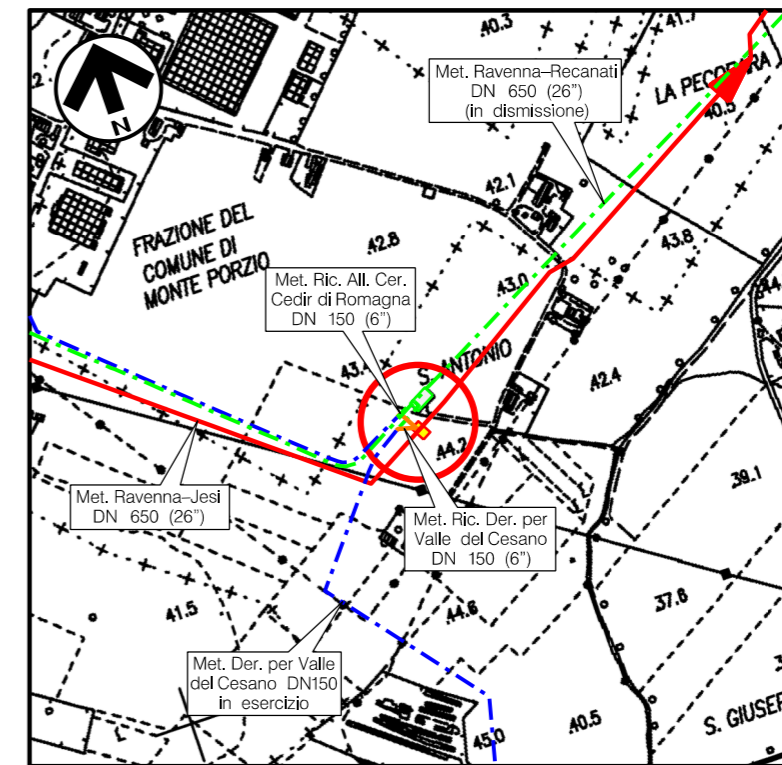 40.3
41.7
Met. Ravenna–Recanati
DN 650 (26")
(in dismissione)
LA PECORARA
40.5
N
42.1
FRAZIONE DEL
COMUNE DI
MONTE PORZIO
42.8
43.8
43.0
Met. Ric. All. Cer.
Cedir di Romagna
DN 150 (6")
S. ANTONIO
42.4
44.2
39.1
Met. Ravenna–Jesi
DN 650 (26")
Met. Ric. Der. per
Valle del Cesano
DN 150 (6")
41.5
44.6
37.8
Met. Der. per Valle
del Cesano DN150
in esercizio
45.0
40.5
S. GIUSEP